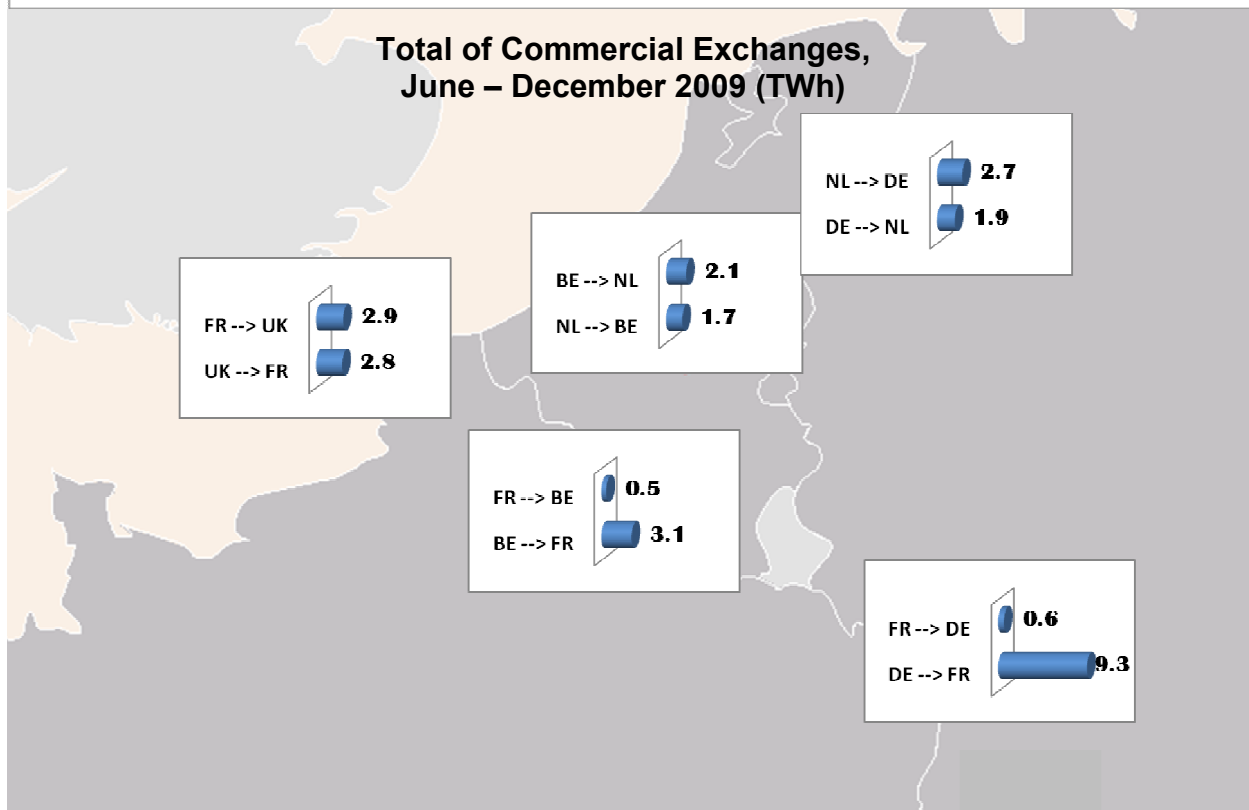 Total of Commercial Exchanges,
June – December 2009 (TWh)
NL --> DE 2.7
DE --> NL 1.9
BE --> NL 2.1
NL --> BE 1.7
FR --> UK 2.9
UK --> FR 2.8
FR --> BE 0.5
BE --> FR 3.1
FR --> DE 0.6
DE --> FR 9.3